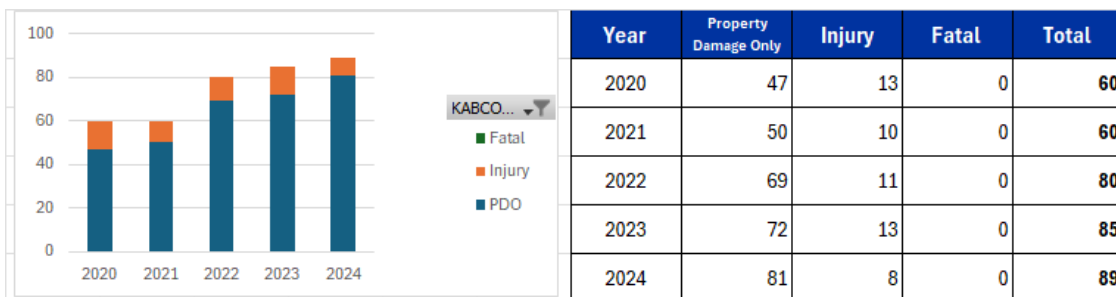 100
80
60
40
20
0
2020 2021 2022 2023 2024
KABCO...
Fatal
Injury
PDO
Year Property Damage Only Injury Fatal Total
2020 47 13 0 60
2021 50 10 0 60
2022 69 11 0 80
2023 72 13 0 85
2024 81 8 0 89